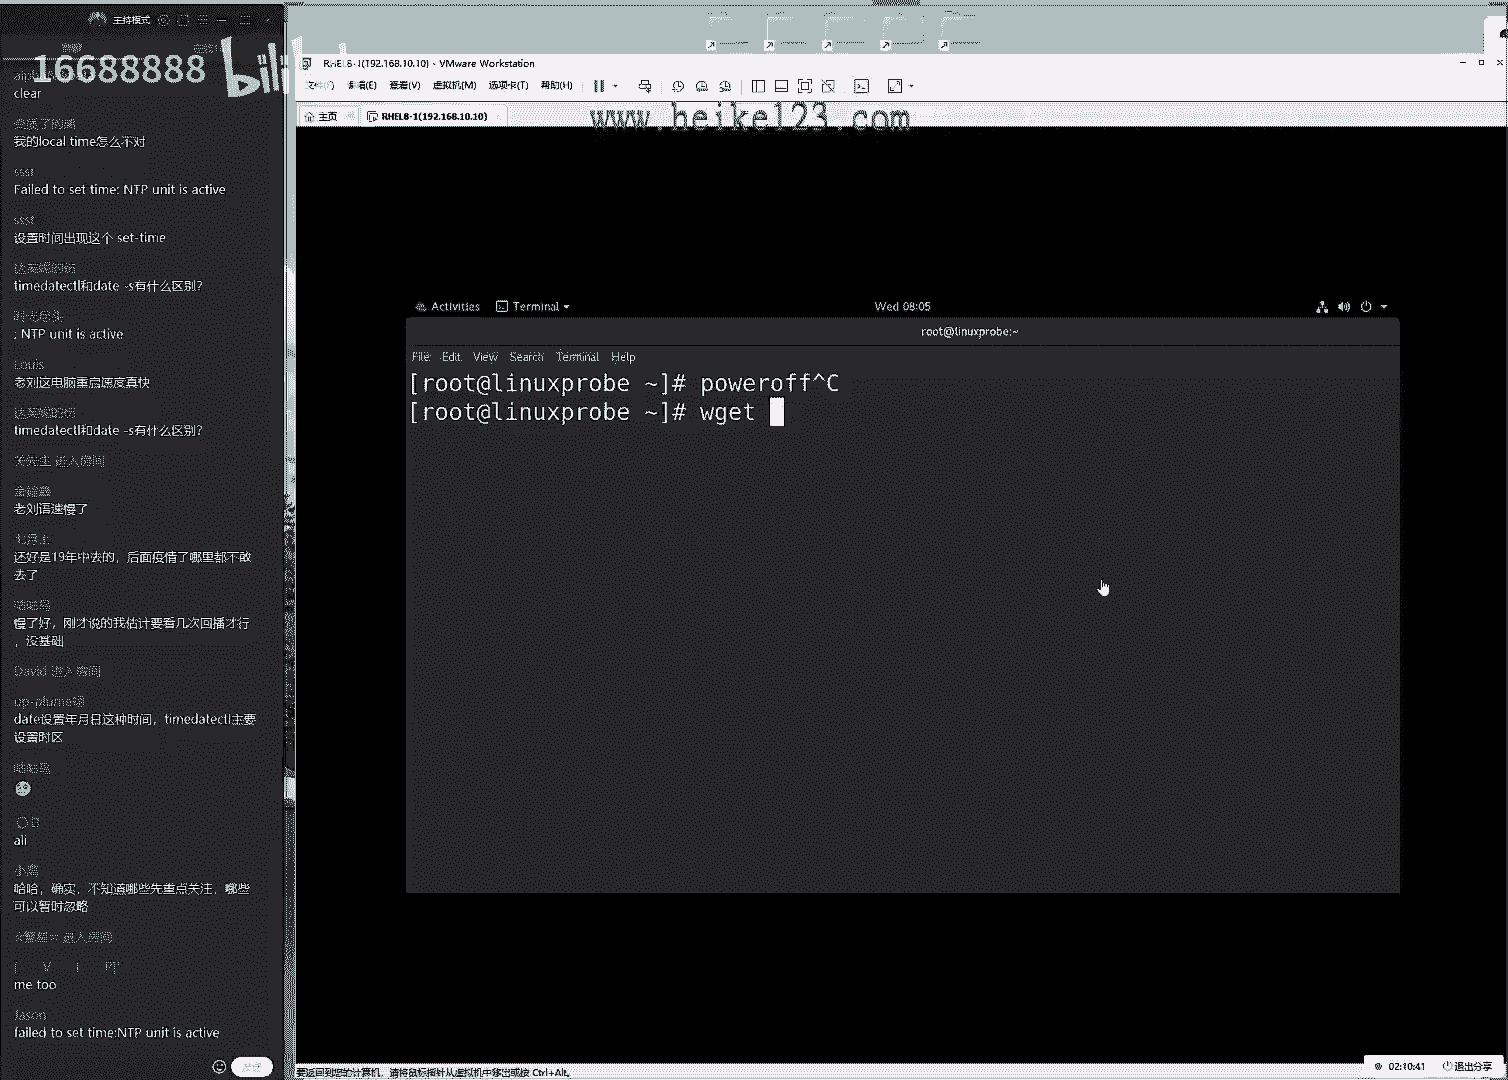 主持模式
16688888
bili
clear
我的local time怎么不对
ssst
Failed to set time: NTP unit is active
ssst
设置时间出现这个 set-time
timedatectl和date -s有什么区别?
: NTP unit is active
Louis
老刘这电脑重启速度真快
timedatectl和date -s有什么区别?
进入房间
老刘语速慢了
还好是19年中去的，后面疫情了哪里都不敢
去了
慢了好，刚才说的我估计要看几次回播才行
，没基础
David 进入房间
date设置年月日这种时间，timedatectl主要
设置时区
ali
哈哈，确实，不知道哪些先重点关注，哪些
可以暂时忽略
进入房间
me too
Jason
failed to set time:NTP unit is active
RHEL8-1(192.168.10.10) - VMware Workstation
文件(F) 编辑(E) 查看(V) 虚拟机(M) 选项卡(T) 帮助(H)
主页 RHEL8-1(192.168.10.10)
www.heike123.com
Activities Terminal Wed 08:05
root@linuxprobe:~
File Edit View Search Terminal Help
[root@linuxprobe ~]# poweroff^C
[root@linuxprobe ~]# wget
要返回到您的计算机，请将鼠标指针从虚拟机中移出或按 Ctrl+Alt。
02:10:41 退出分享